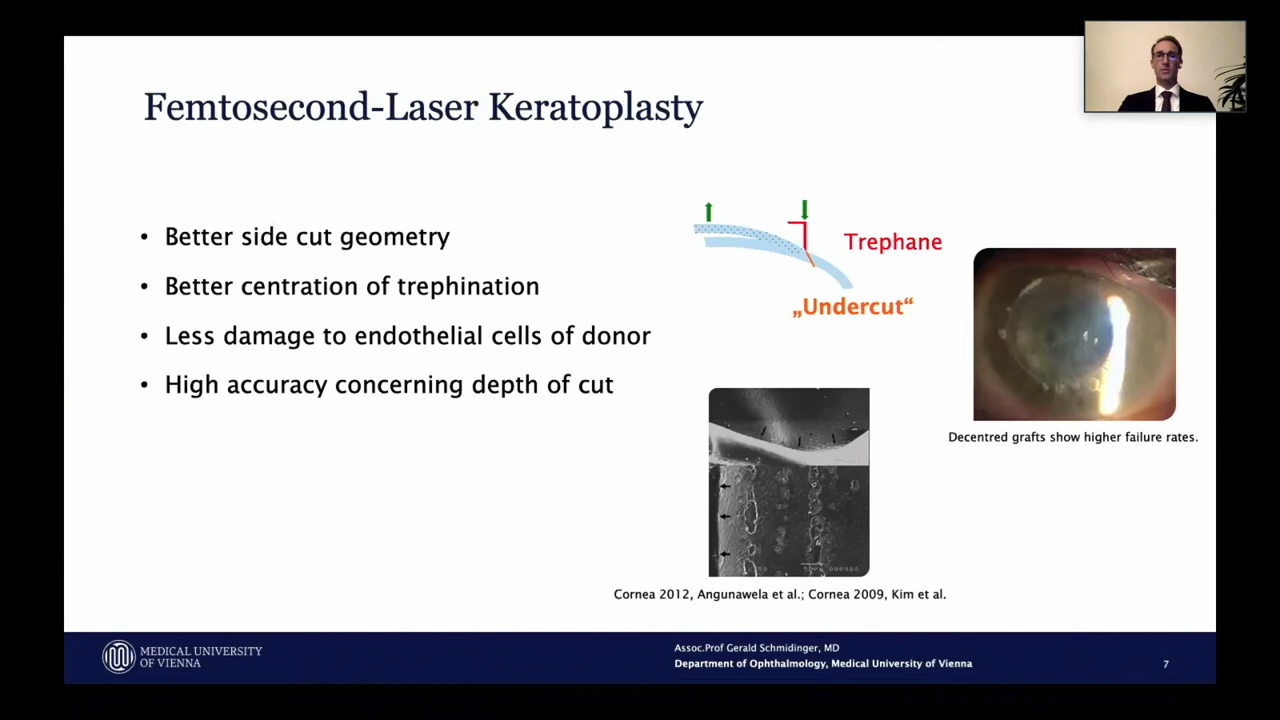 Femtosecond-Laser Keratoplasty
• Better side cut geometry
• Better centration of trephination
• Less damage to endothelial cells of donor
• High accuracy concerning depth of cut
Trephane
„Undercut“
Decentred grafts show higher failure rates.
Cornea 2012, Angunawela et al.; Cornea 2009, Kim et al.
MEDICAL UNIVERSITY
OF VIENNA
Assoc.Prof Gerald Schmidinger, MD
Department of Ophthalmology, Medical University of Vienna
7